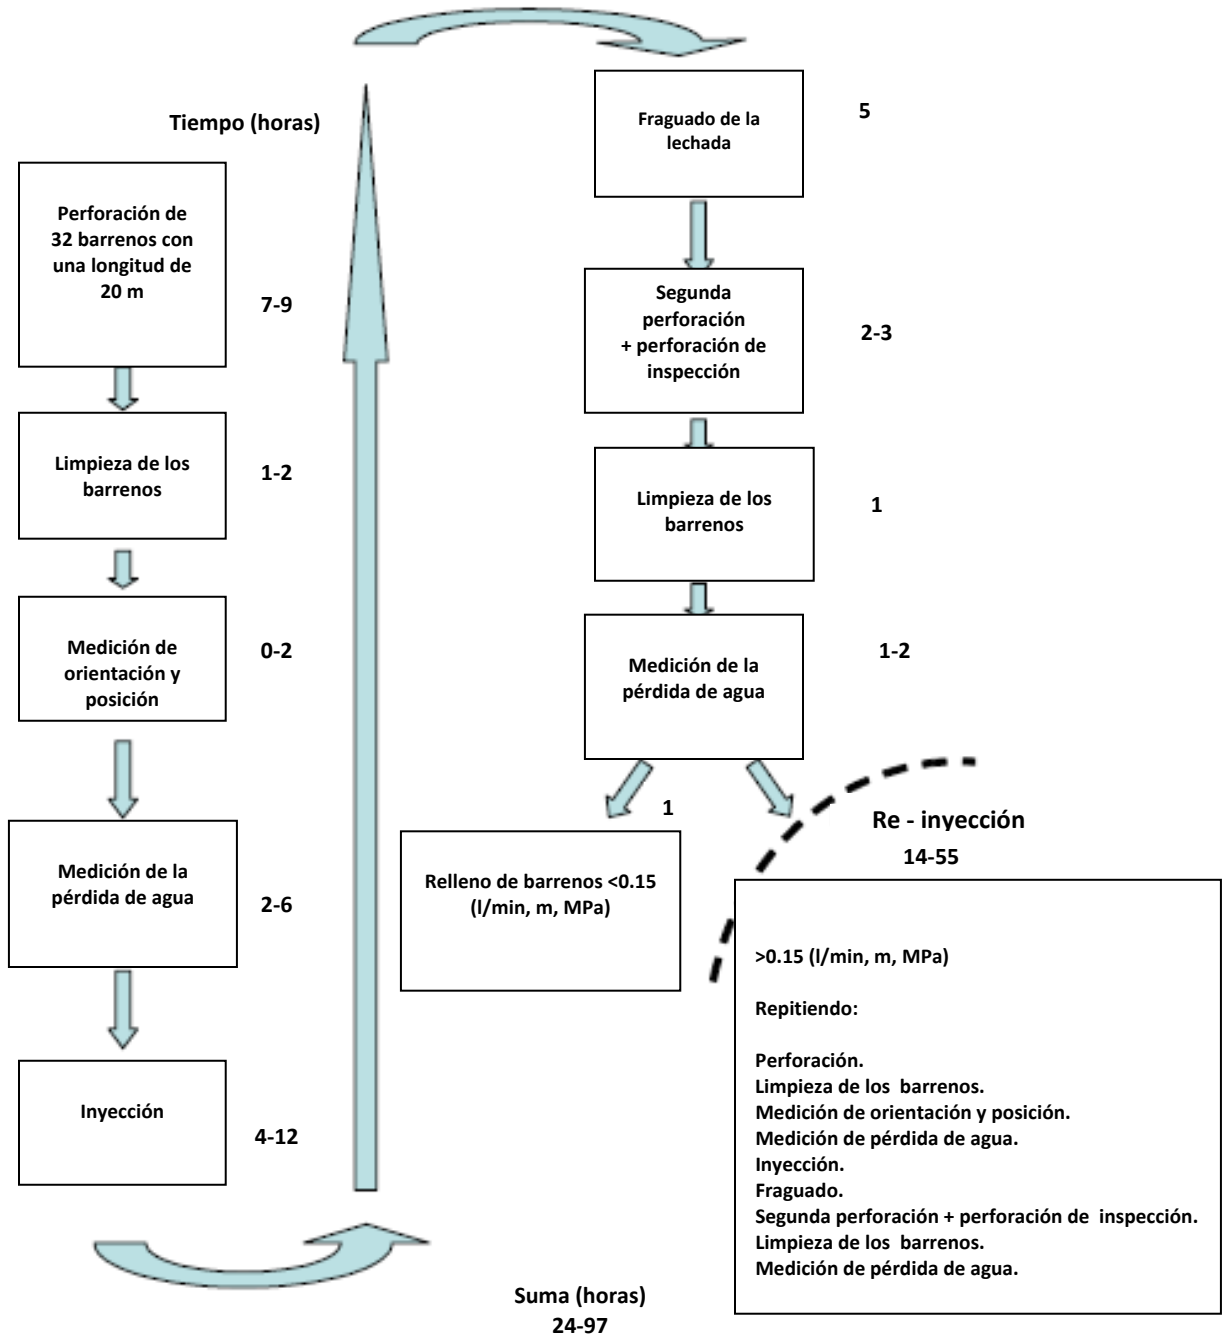 Tiempo (horas)
Perforación de
32 barrenos con
una longitud de
20 m
7-9
Limpieza de los
barrenos
1-2
Medición de
orientación y
posición
0-2
Medición de la
pérdida de agua
2-6
Inyección
4-12
Fraguado de la
lechada
5
Segunda
perforación
+ perforación de
inspección
2-3
Limpieza de los
barrenos
1
Medición de la
pérdida de agua
1-2
1
Relleno de barrenos <0.15
(l/min, m, MPa)
Re - inyección
14-55
>0.15 (l/min, m, MPa)
Repitiendo:
Perforación.
Limpieza de los barrenos.
Medición de orientación y posición.
Medición de pérdida de agua.
Inyección.
Fraguado.
Segunda perforación + perforación de inspección.
Limpieza de los barrenos.
Medición de pérdida de agua.
Suma (horas)
24-97